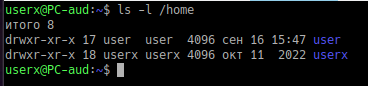 userx@PC-aud:~$ ls -l /home
итого 8
drwxr-xr-x 17 user  user  4096 сен 16 15:47 user
drwxr-xr-x 18 userx userx 4096 окт 11  2022 userx
userx@PC-aud:~$